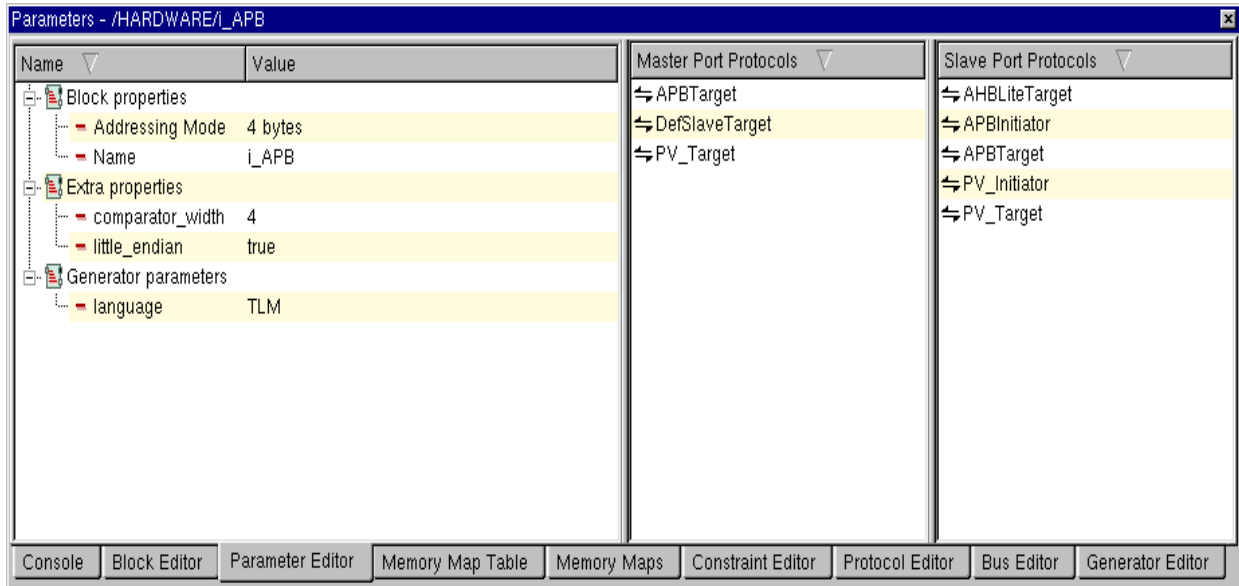 Parameters - /HARDWARE/i_APB
Name Value
Block properties
Addressing Mode 4 bytes
Name i_APB
Extra properties
comparator_width 4
little_endian true
Generator parameters
language TLM
Master Port Protocols
APBTarget
DefSlaveTarget
PV_Target
Slave Port Protocols
AHBLiteTarget
APBInitiator
APBTarget
PV_Initiator
PV_Target
Console Block Editor Parameter Editor Memory Map Table Memory Maps Constraint Editor Protocol Editor Bus Editor Generator Editor